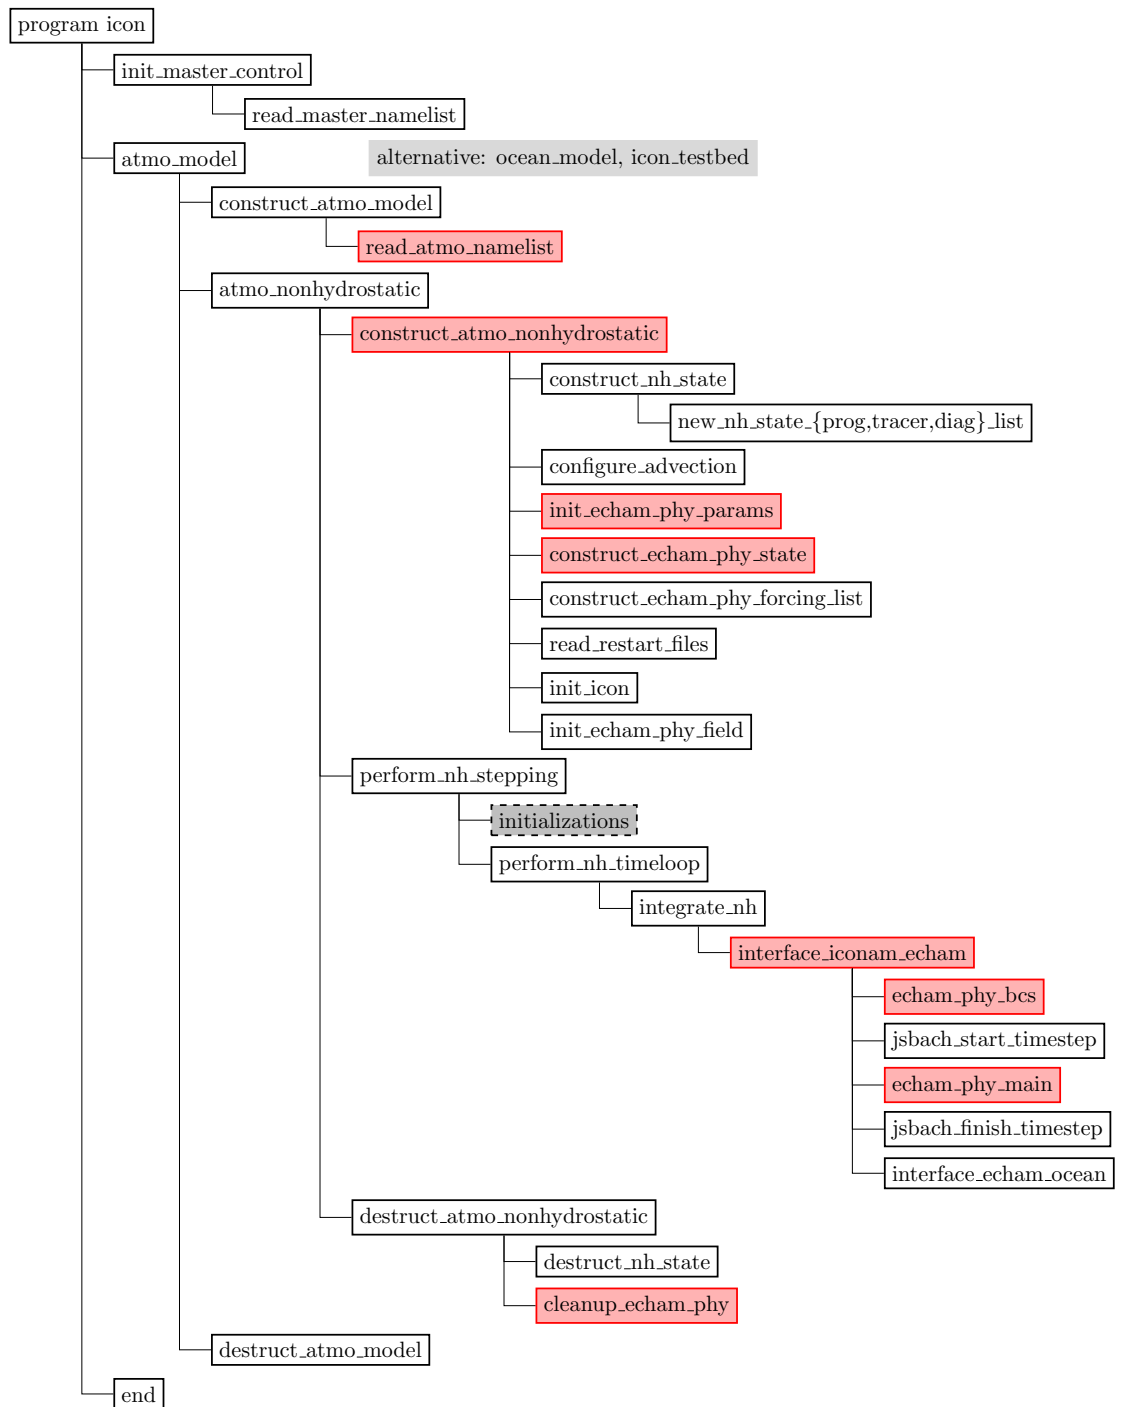 program icon
init_master_control
read_master_namelist
atmo_model
alternative: ocean_model, icon_testbed
construct_atmo_model
read_atmo_namelist
atmo_nonhydrostatic
construct_atmo_nonhydrostatic
construct_nh_state
new_nh_state_{prog,tracer,diag}_list
configure_advection
init_echam_phy_params
construct_echam_phy_state
construct_echam_phy_forcing_list
read_restart_files
init_icon
init_echam_phy_field
perform_nh_stepping
initializations
perform_nh_timeloop
integrate_nh
interface_iconam_echam
echam_phy_bcs
jsbach_start_timestep
echam_phy_main
jsbach_finish_timestep
interface_echam_ocean
destruct_atmo_nonhydrostatic
destruct_nh_state
cleanup_echam_phy
destruct_atmo_model
end